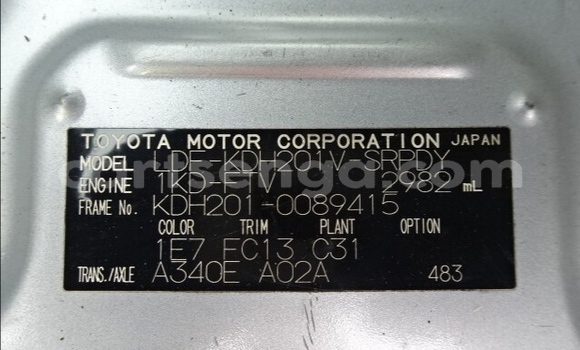 TOYOTA MOTOR CORPORATION JAPAN
MODEL LDF-KDH201V-SRPDY
ENGINE 1KD-FTV 2982 mL
FRAME No. KDH201-0089415
COLOR TRIM PLANT OPTION
1E7 FC13 C31
TRANS./AXLE A340E A02A 483